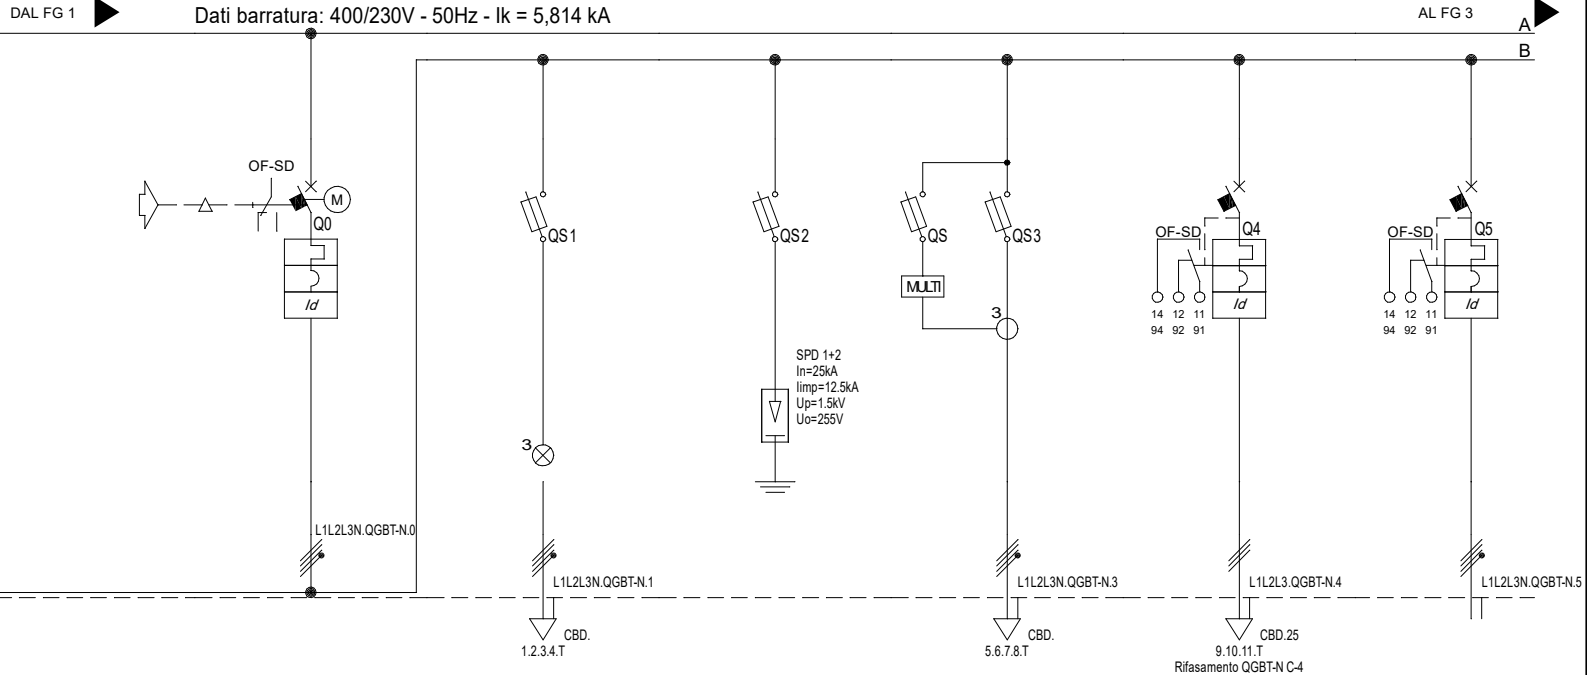 DAL FG 1
Dati barratura: 400/230V - 50Hz - Ik = 5,814 kA
AL FG 3
A
B
OF-SD
M
Q0
Id
L1L2L3N.QGBT-N.0
QS1
3
L1L2L3N.QGBT-N.1
CBD.
1.2.3.4.T
QS2
SPD 1+2
In=25kA
Iimp=12.5kA
Up=1.5kV
Uo=255V
QS
QS3
MULTI
3
L1L2L3N.QGBT-N.3
CBD.
5.6.7.8.T
OF-SD
Q4
Id
14 12 11
94 92 91
L1L2L3.QGBT-N.4
CBD.25
9.10.11.T
Rifasamento QGBT-N C-4
OF-SD
Q5
Id
14 12 11
94 92 91
L1L2L3N.QGBT-N.5